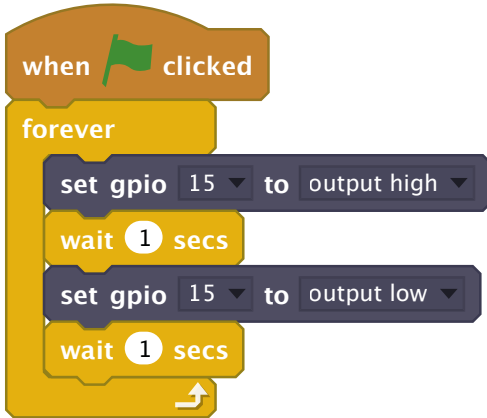 when clicked
forever
set gpio 15 to output high
wait 1 secs
set gpio 15 to output low
wait 1 secs